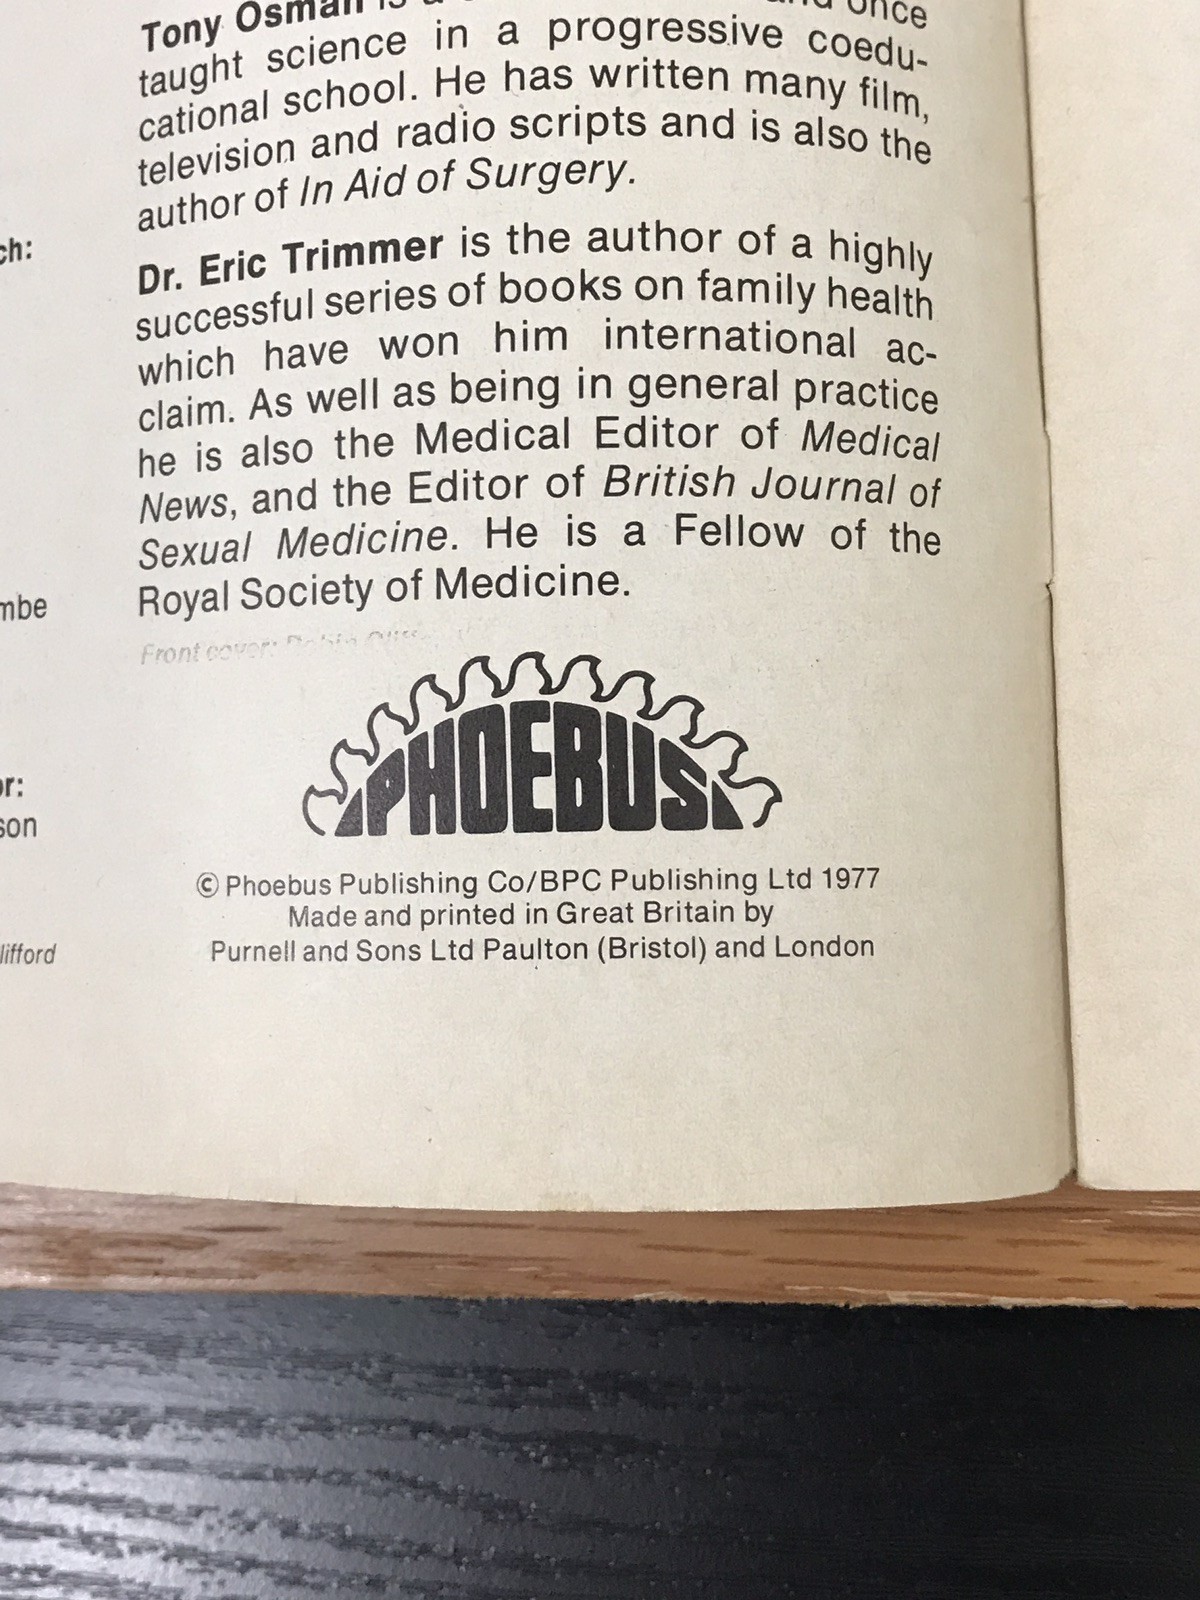 Tony Osman is a once
taught science in a progressive coedu-
cational school. He has written many film,
television and radio scripts and is also the
author of In Aid of Surgery.
Dr. Eric Trimmer is the author of a highly
successful series of books on family health
which have won him international ac-
claim. As well as being in general practice
he is also the Medical Editor of Medical
News, and the Editor of British Journal of
Sexual Medicine. He is a Fellow of the
Royal Society of Medicine.
Front cover:
PHOEBUS
© Phoebus Publishing Co/BPC Publishing Ltd 1977
Made and printed in Great Britain by
Purnell and Sons Ltd Paulton (Bristol) and London
ch:
mbe
or:
son
lifford